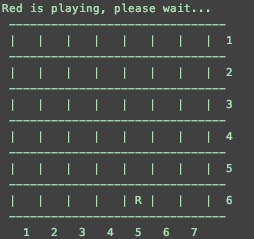 Red is playing, please wait...
| | | | | | | | 1
| | | | | | | | 2
| | | | | | | | 3
| | | | | | | | 4
| | | | | | | | 5
| | | | | R | | | 6
1 2 3 4 5 6 7